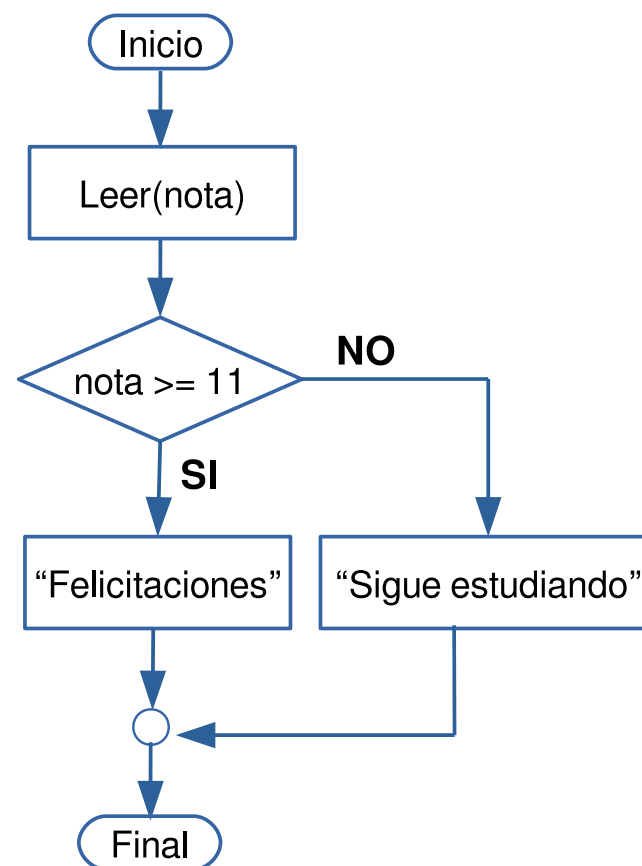 Inicio
Leer(nota)
nota >= 11
NO
SI
“Felicitaciones”
“Sigue estudiando”
Final